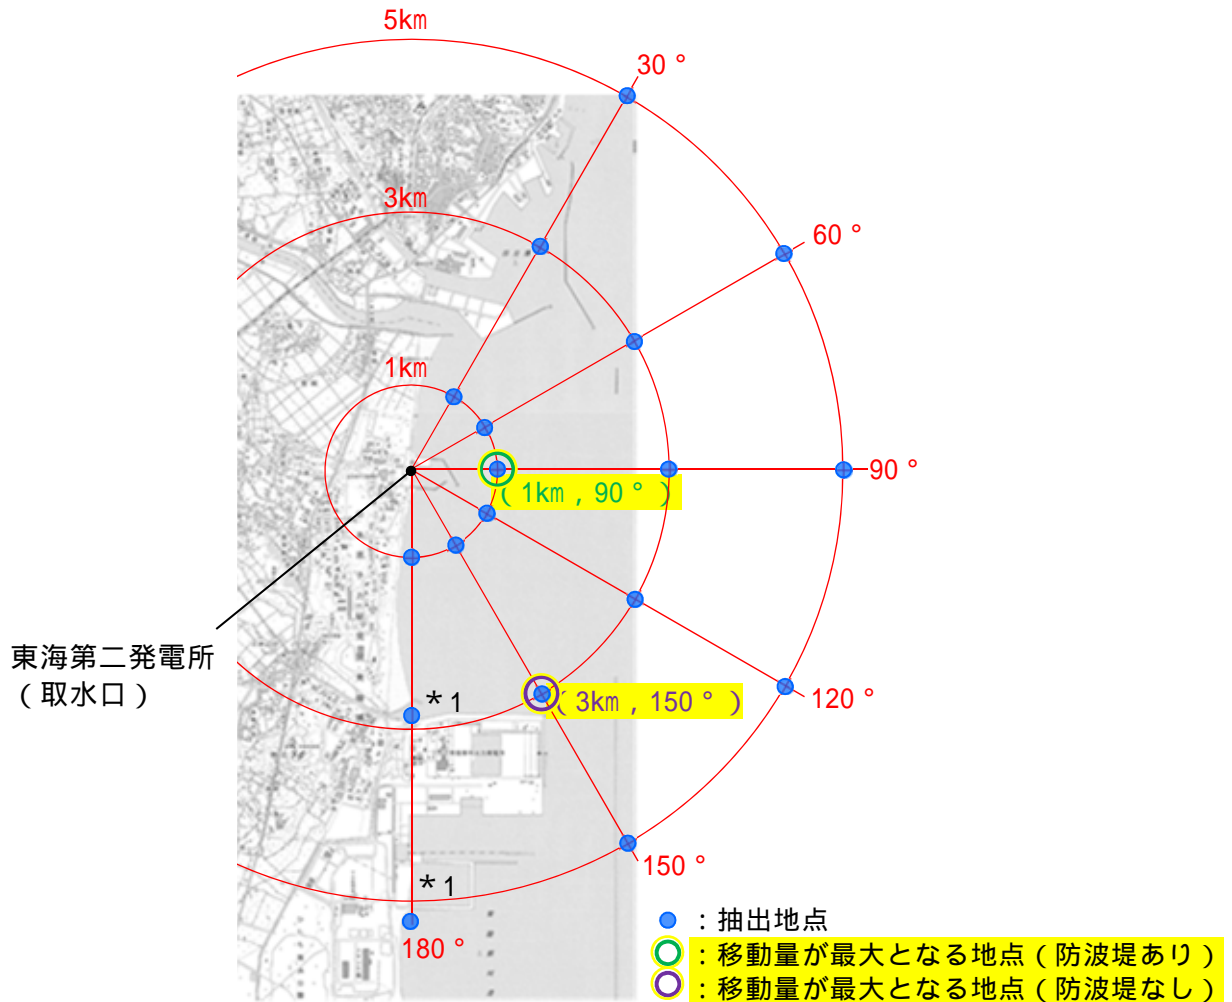 5km
30°
3km
60°
1km
90°
(1km,90°)
東海第二発電所
(取水口)
*1
(3km,150°)
120°
150°
*1
180°
:抽出地点
:移動量が最大となる地点(防波堤あり)
:移動量が最大となる地点(防波堤なし)